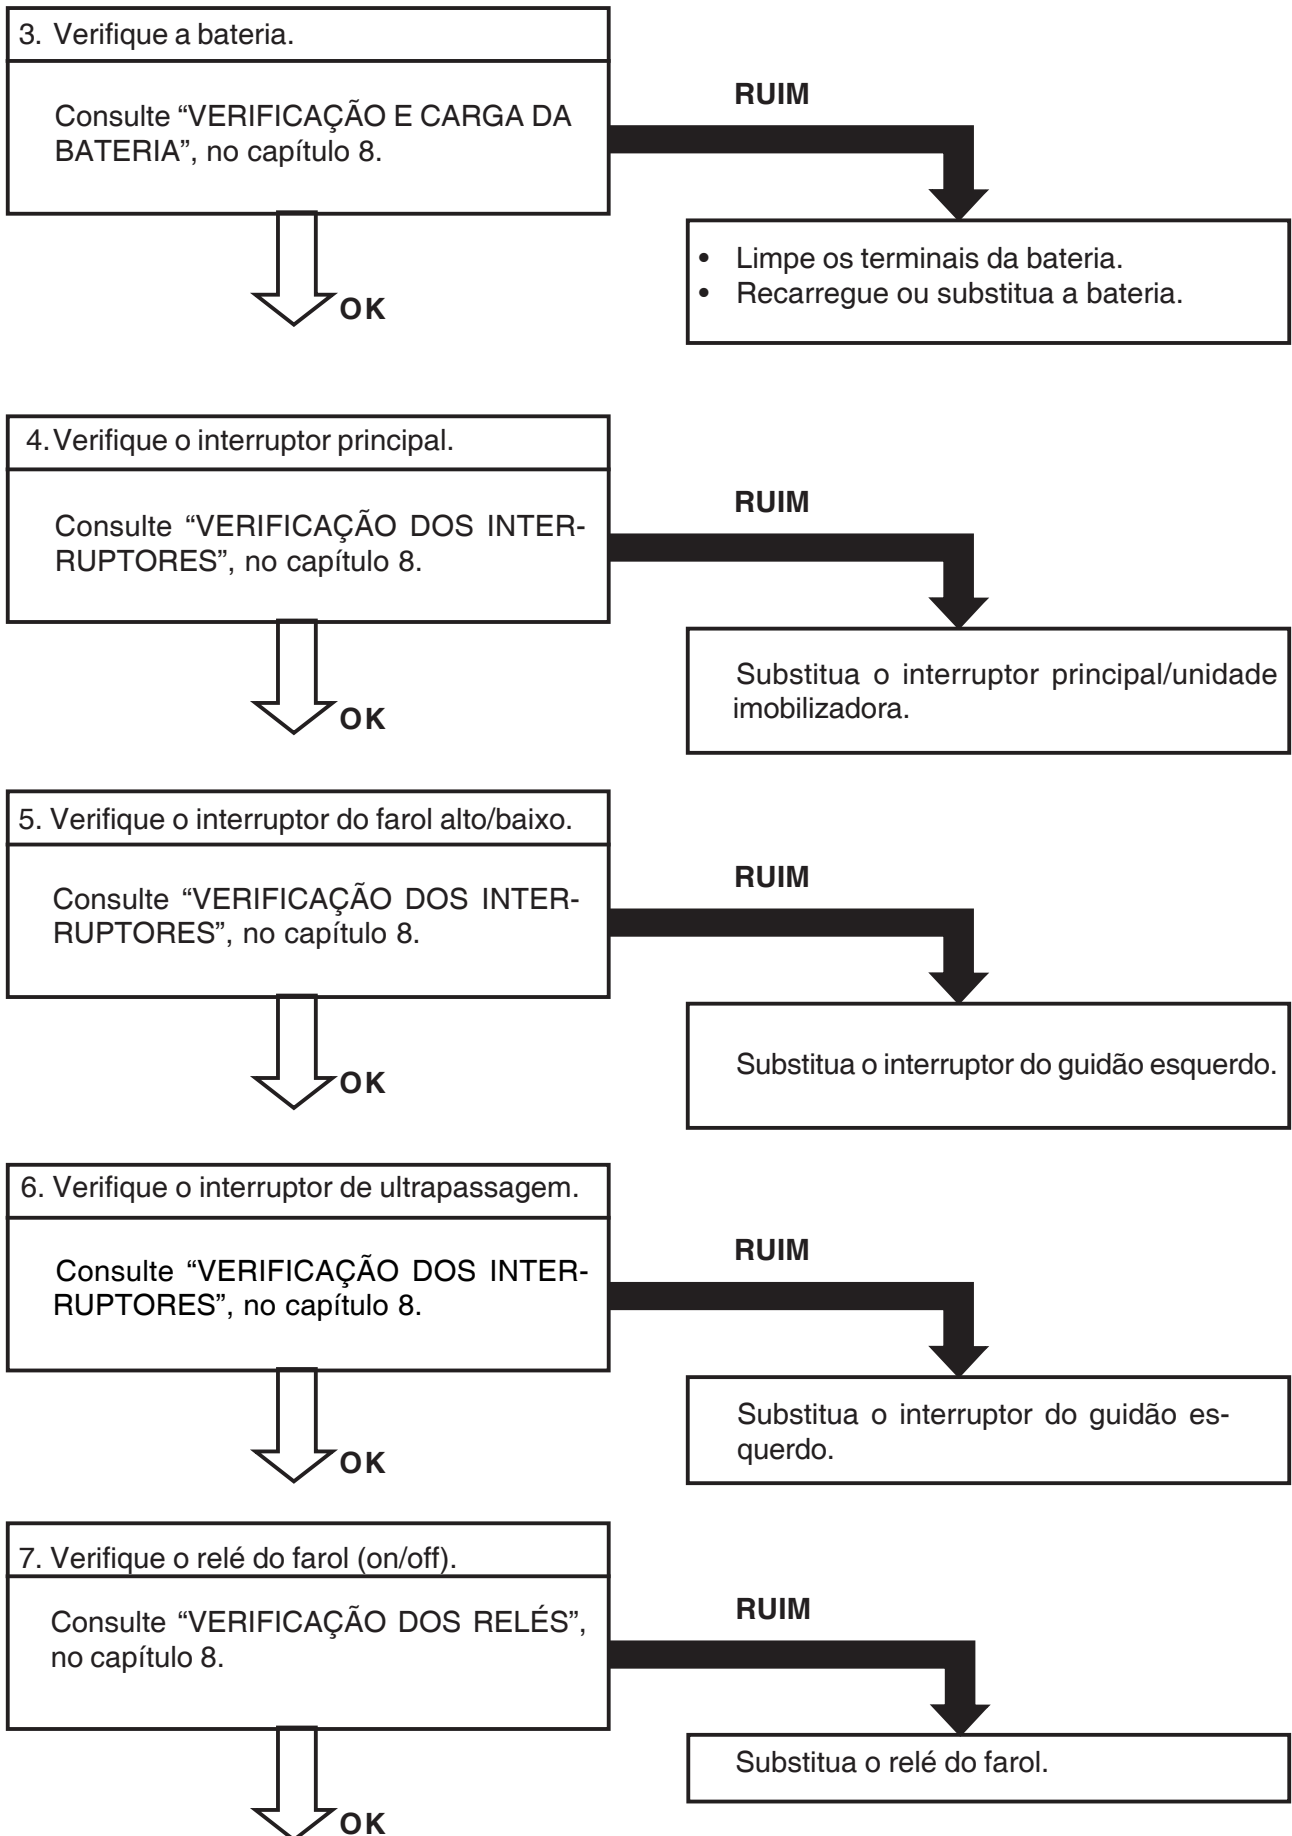 3. Verifique a bateria.
Consulte “VERIFICAÇÃO E CARGA DA
BATERIA”, no capítulo 8.
RUIM
• Limpe os terminais da bateria.
• Recarregue ou substitua a bateria.
OK
4. Verifique o interruptor principal.
Consulte “VERIFICAÇÃO DOS INTER-
RUPTORES”, no capítulo 8.
RUIM
Substitua o interruptor principal/unidade
imobilizadora.
OK
5. Verifique o interruptor do farol alto/baixo.
Consulte “VERIFICAÇÃO DOS INTER-
RUPTORES”, no capítulo 8.
RUIM
Substitua o interruptor do guidão esquerdo.
OK
6. Verifique o interruptor de ultrapassagem.
Consulte “VERIFICAÇÃO DOS INTER-
RUPTORES”, no capítulo 8.
RUIM
Substitua o interruptor do guidão es-
querdo.
OK
7. Verifique o relé do farol (on/off).
Consulte “VERIFICAÇÃO DOS RELÉS”,
no capítulo 8.
RUIM
Substitua o relé do farol.
OK